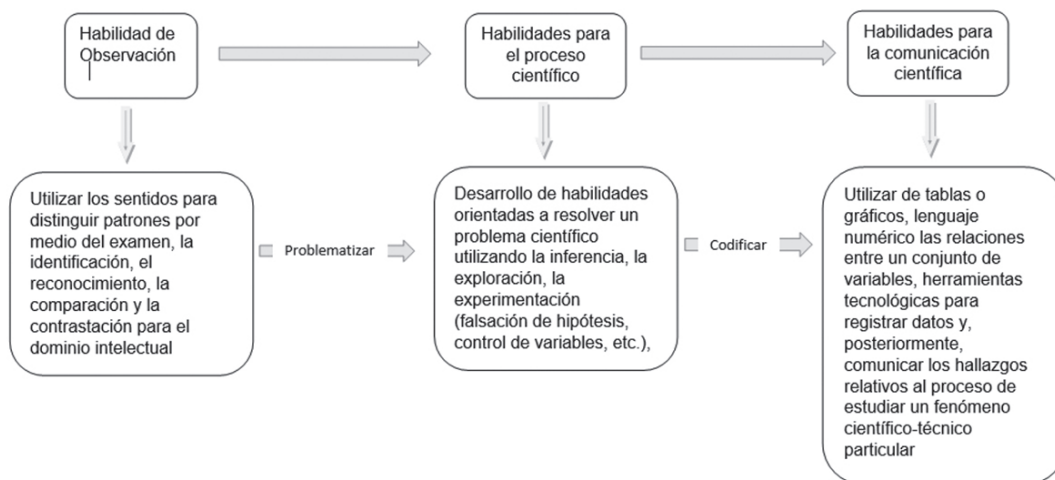 Habilidad de
Observación
Habilidades para
el proceso
científico
Habilidades para
la comunicación
científica
Utilizar los sentidos para
distinguir patrones por
medio del examen, la
identificación, el
reconocimiento, la
comparación y la
contrastación para el
dominio intelectual
Problematizar
Desarrollo de habilidades
orientadas a resolver un
problema científico
utilizando la inferencia, la
exploración, la
experimentación
(falsación de hipótesis,
control de variables, etc.),
Codificar
Utilizar de tablas o
gráficos, lenguaje
numérico las relaciones
entre un conjunto de
variables, herramientas
tecnológicas para
registrar datos y,
posteriormente,
comunicar los hallazgos
relativos al proceso de
estudiar un fenómeno
científico-técnico
particular